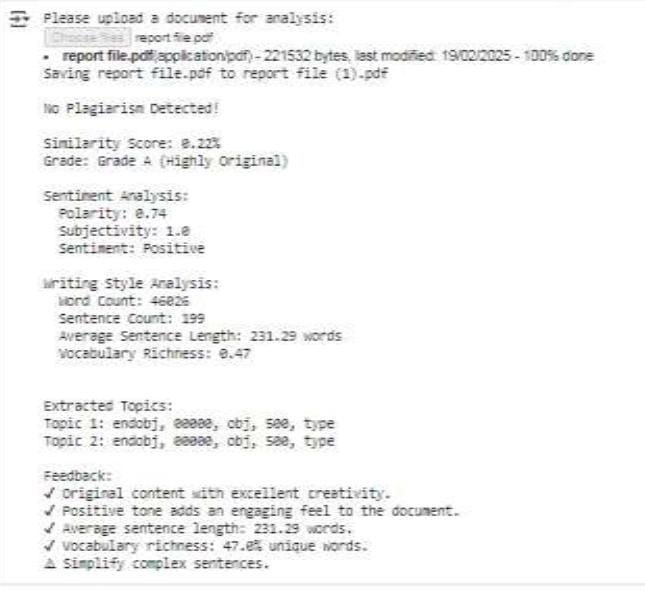 Please upload a document for analysis:
Choose files report file.pdf
• report file.pdf(application/pdf) - 221532 bytes, last modified: 19/02/2025 - 100% done
Saving report file.pdf to report file (1).pdf
No Plagiarism Detected!
Similarity Score: 0.22%
Grade: Grade A (Highly Original)
Sentiment Analysis:
Polarity: 0.74
Subjectivity: 1.0
Sentiment: Positive
Writing Style Analysis:
Word Count: 46026
Sentence Count: 199
Average Sentence Length: 231.29 words
Vocabulary Richness: 0.47
Extracted Topics:
Topic 1: endobj, 00000, obj, 500, type
Topic 2: endobj, 00000, obj, 500, type
Feedback:
✓ Original content with excellent creativity.
✓ Positive tone adds an engaging feel to the document.
✓ Average sentence length: 231.29 words.
✓ Vocabulary richness: 47.0% unique words.
⚠ Simplify complex sentences.